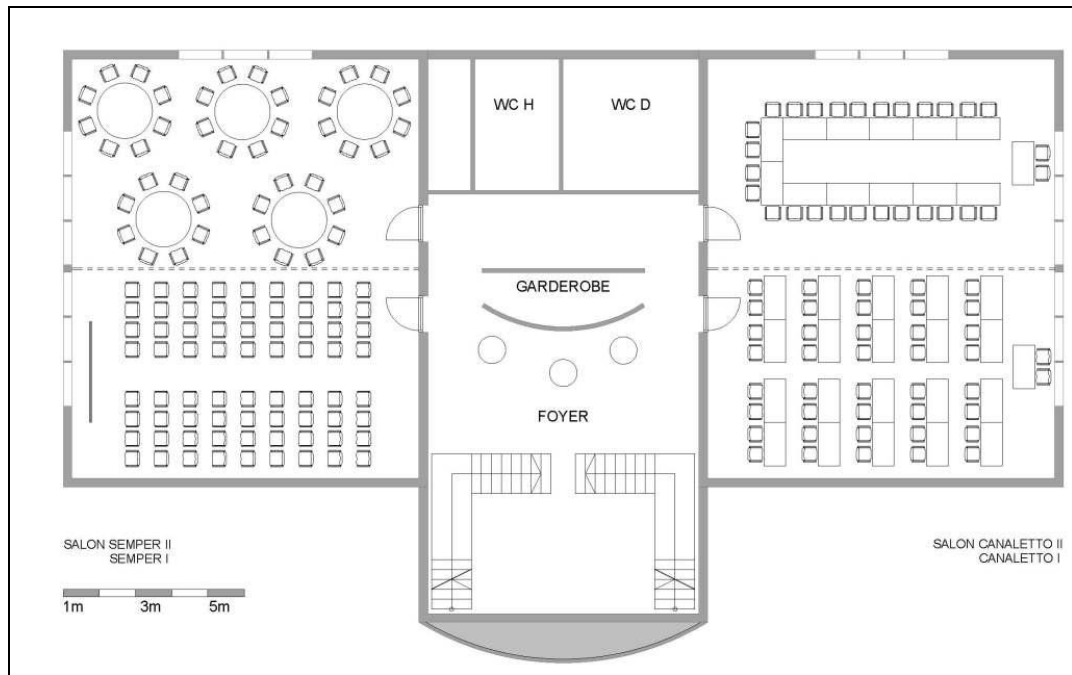 WC H
WC D
GARDEROBE
FOYER
SALON SEMPER II
SEMPER I
SALON CANALETTO II
CANALETTO I
1m 3m 5m